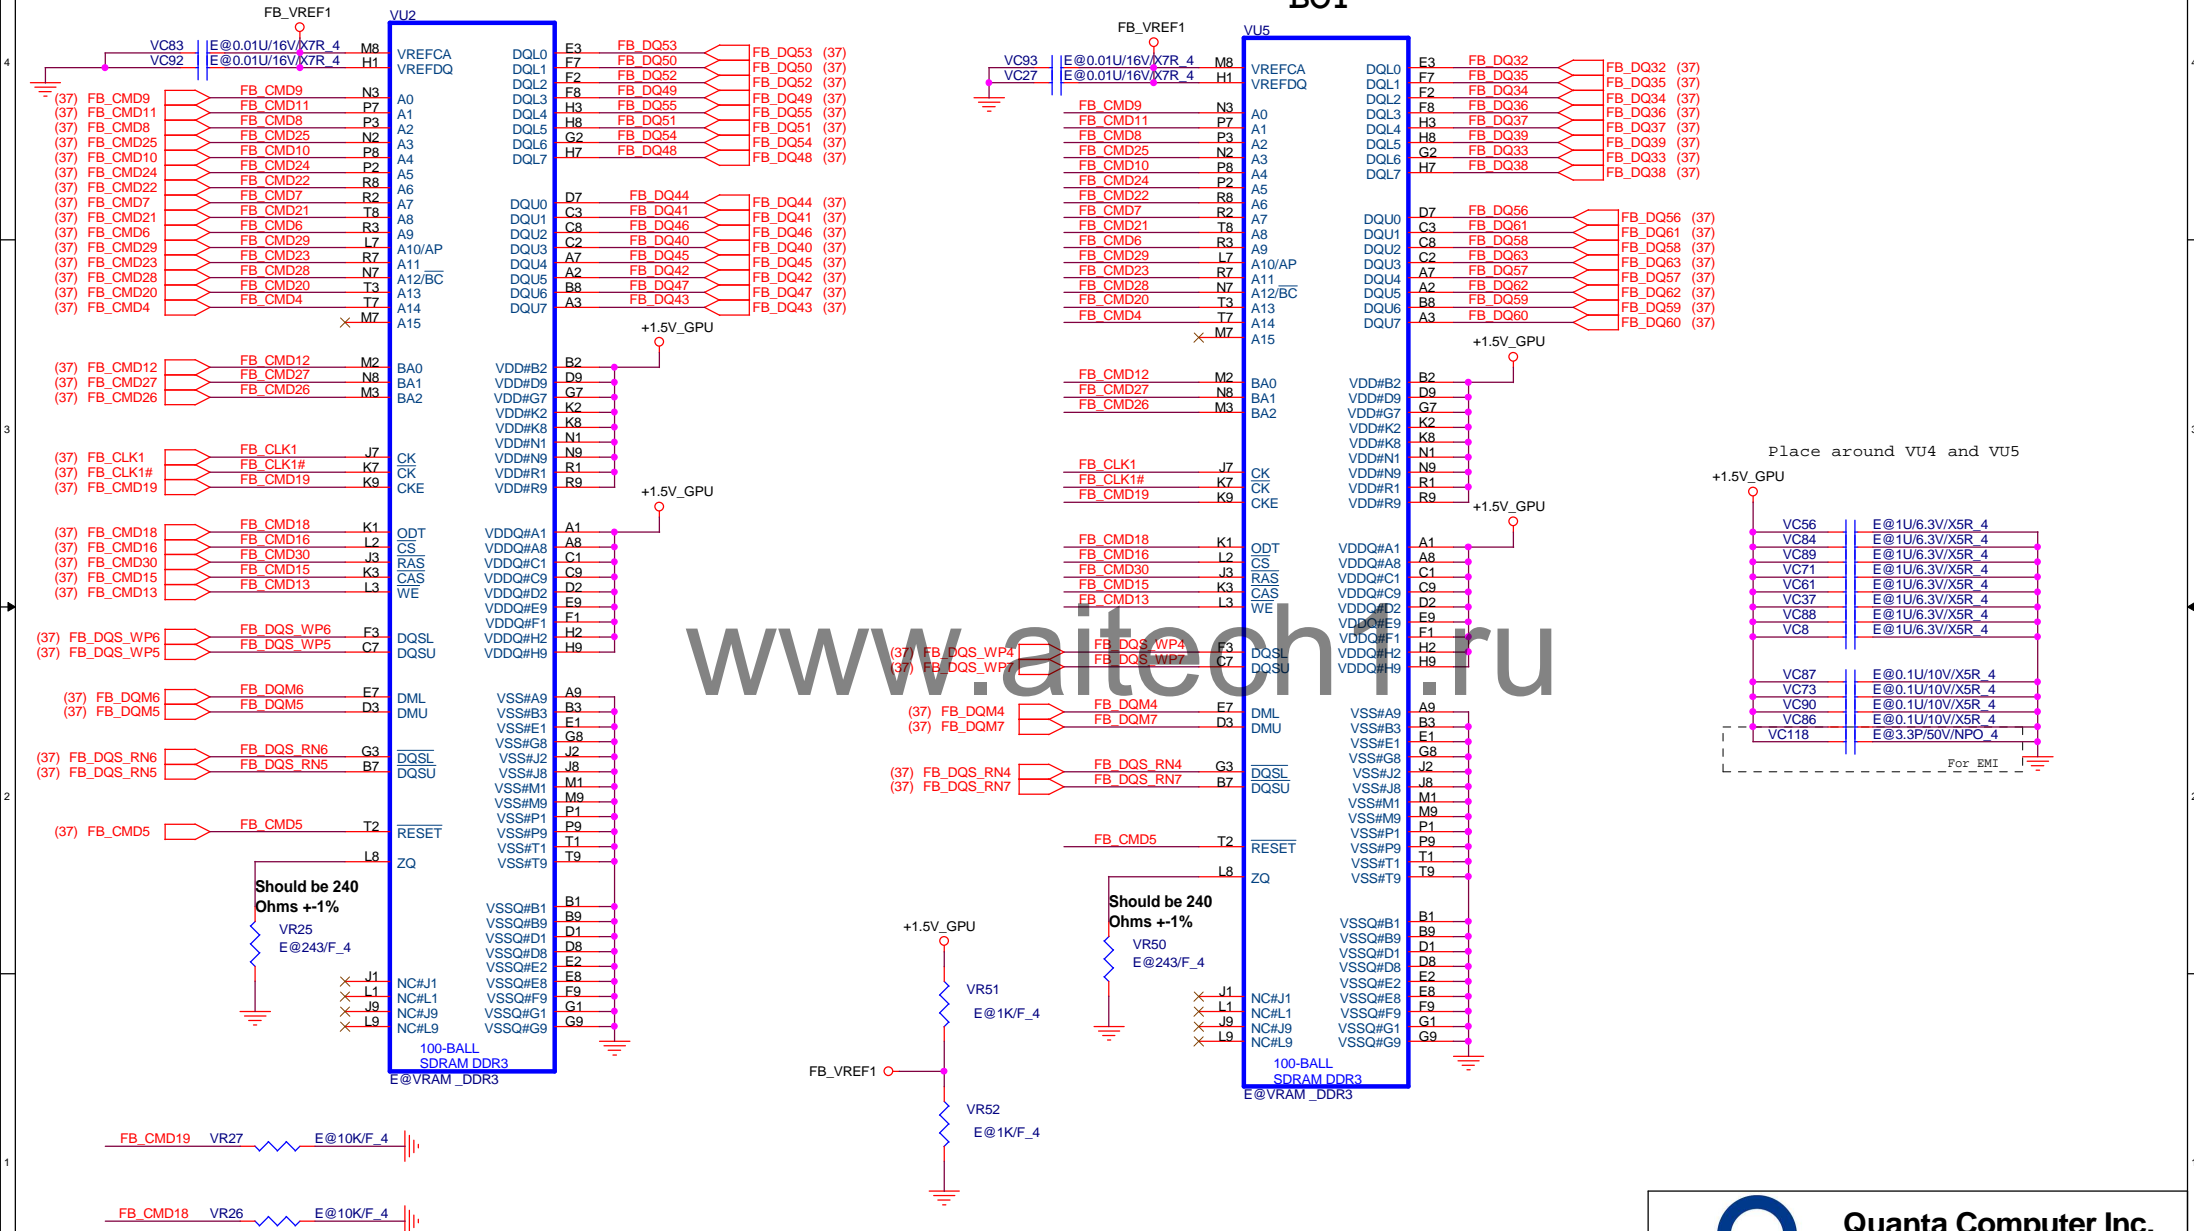 BOT
FB_VREF1
VU2
VC83 E@0.01U/16V/X7R_4 M8 VREFCA
VC92 E@0.01U/16V/X7R_4 H1 VREFDQ
(37) FB_CMD9 FB_CMD9 N3 A0
(37) FB_CMD11 FB_CMD11 P7 A1
(37) FB_CMD8 FB_CMD8 P3 A2
(37) FB_CMD25 FB_CMD25 N2 A3
(37) FB_CMD10 FB_CMD10 P8 A4
(37) FB_CMD24 FB_CMD24 P2 A5
(37) FB_CMD22 FB_CMD22 R8 A6
(37) FB_CMD7 FB_CMD7 R2 A7
(37) FB_CMD21 FB_CMD21 T8 A8
(37) FB_CMD6 FB_CMD6 R3 A9
(37) FB_CMD29 FB_CMD29 L7 A10/AP
(37) FB_CMD23 FB_CMD23 R7 A11
(37) FB_CMD28 FB_CMD28 N7 A12/BC
(37) FB_CMD20 FB_CMD20 T3 A13
(37) FB_CMD4 FB_CMD4 T7 A14
M7 A15
(37) FB_CMD12 FB_CMD12 M2 BA0
(37) FB_CMD27 FB_CMD27 N8 BA1
(37) FB_CMD26 FB_CMD26 M3 BA2
(37) FB_CLK1 FB_CLK1 J7 CK
(37) FB_CLK1# FB_CLK1# K7 CK
(37) FB_CMD19 FB_CMD19 K9 CKE
(37) FB_CMD18 FB_CMD18 K1 ODT
(37) FB_CMD16 FB_CMD16 L2 CS
(37) FB_CMD30 FB_CMD30 J3 RAS
(37) FB_CMD15 FB_CMD15 K3 CAS
(37) FB_CMD13 FB_CMD13 L3 WE
(37) FB_DQS_WP6 FB_DQS_WP6 F3 DQSL
(37) FB_DQS_WP5 FB_DQS_WP5 C7 DQSU
(37) FB_DQM6 FB_DQM6 E7 DML
(37) FB_DQM5 FB_DQM5 D3 DMU
(37) FB_DQS_RN6 FB_DQS_RN6 G3 DQSL
(37) FB_DQS_RN5 FB_DQS_RN5 B7 DQSU
(37) FB_CMD5 FB_CMD5 T2 RESET
L8 ZQ
Should be 240
Ohms +-1%
VR25
E@243/F_4
J1 NC#J1
L1 NC#L1
J9 NC#J9
L9 NC#L9
DQL0 E3 FB_DQ53 FB_DQ53 (37)
DQL1 F7 FB_DQ50 FB_DQ50 (37)
DQL2 F2 FB_DQ52 FB_DQ52 (37)
DQL3 F8 FB_DQ49 FB_DQ49 (37)
DQL4 H3 FB_DQ55 FB_DQ55 (37)
DQL5 H8 FB_DQ51 FB_DQ51 (37)
DQL6 G2 FB_DQ54 FB_DQ54 (37)
DQL7 H7 FB_DQ48 FB_DQ48 (37)
DQU0 D7 FB_DQ44 FB_DQ44 (37)
DQU1 C3 FB_DQ41 FB_DQ41 (37)
DQU2 C8 FB_DQ46 FB_DQ46 (37)
DQU3 C2 FB_DQ40 FB_DQ40 (37)
DQU4 A7 FB_DQ45 FB_DQ45 (37)
DQU5 A2 FB_DQ42 FB_DQ42 (37)
DQU6 B8 FB_DQ47 FB_DQ47 (37)
DQU7 A3 FB_DQ43 FB_DQ43 (37)
+1.5V_GPU
VDD#B2 B2
VDD#D9 D9
VDD#G7 G7
VDD#K2 K2
VDD#K8 K8
VDD#N1 N1
VDD#N9 N9
VDD#R1 R1
VDD#R9 R9
+1.5V_GPU
VDDQ#A1 A1
VDDQ#A8 A8
VDDQ#C1 C1
VDDQ#C9 C9
VDDQ#D2 D2
VDDQ#E9 E9
VDDQ#F1 F1
VDDQ#H2 H2
VDDQ#H9 H9
VSS#A9 A9
VSS#B3 B3
VSS#E1 E1
VSS#G8 G8
VSS#J2 J2
VSS#J8 J8
VSS#M1 M1
VSS#M9 M9
VSS#P1 P1
VSS#P9 P9
VSS#T1 T1
VSS#T9 T9
VSSQ#B1 B1
VSSQ#B9 B9
VSSQ#D1 D1
VSSQ#D8 D8
VSSQ#E2 E2
VSSQ#E8 E8
VSSQ#F9 F9
VSSQ#G1 G1
VSSQ#G9 G9
100-BALL
SDRAM DDR3
E@VRAM _DDR3
FB_CMD19 VR27 E@10K/F_4
FB_CMD18 VR26 E@10K/F_4
FB_VREF1
VU5
VC93 E@0.01U/16V/X7R_4 M8 VREFCA
VC27 E@0.01U/16V/X7R_4 H1 VREFDQ
FB_CMD9 N3 A0
FB_CMD11 P7 A1
FB_CMD8 P3 A2
FB_CMD25 N2 A3
FB_CMD10 P8 A4
FB_CMD24 P2 A5
FB_CMD22 R8 A6
FB_CMD7 R2 A7
FB_CMD21 T8 A8
FB_CMD6 R3 A9
FB_CMD29 L7 A10/AP
FB_CMD23 R7 A11
FB_CMD28 N7 A12/BC
FB_CMD20 T3 A13
FB_CMD4 T7 A14
M7 A15
FB_CMD12 M2 BA0
FB_CMD27 N8 BA1
FB_CMD26 M3 BA2
FB_CLK1 J7 CK
FB_CLK1# K7 CK
FB_CMD19 K9 CKE
FB_CMD18 K1 ODT
FB_CMD16 L2 CS
FB_CMD30 J3 RAS
FB_CMD15 K3 CAS
FB_CMD13 L3 WE
(37) FB_DQS_WP4 FB_DQS_WP4 F3 DQSL
(37) FB_DQS_WP7 FB_DQS_WP7 C7 DQSU
(37) FB_DQM4 FB_DQM4 E7 DML
(37) FB_DQM7 FB_DQM7 D3 DMU
(37) FB_DQS_RN4 FB_DQS_RN4 G3 DQSL
(37) FB_DQS_RN7 FB_DQS_RN7 B7 DQSU
FB_CMD5 T2 RESET
L8 ZQ
Should be 240
Ohms +-1%
VR50
E@243/F_4
J1 NC#J1
L1 NC#L1
J9 NC#J9
L9 NC#L9
DQL0 E3 FB_DQ32 FB_DQ32 (37)
DQL1 F7 FB_DQ35 FB_DQ35 (37)
DQL2 F2 FB_DQ34 FB_DQ34 (37)
DQL3 F8 FB_DQ36 FB_DQ36 (37)
DQL4 H3 FB_DQ37 FB_DQ37 (37)
DQL5 H8 FB_DQ39 FB_DQ39 (37)
DQL6 G2 FB_DQ33 FB_DQ33 (37)
DQL7 H7 FB_DQ38 FB_DQ38 (37)
DQU0 D7 FB_DQ56 FB_DQ56 (37)
DQU1 C3 FB_DQ61 FB_DQ61 (37)
DQU2 C8 FB_DQ58 FB_DQ58 (37)
DQU3 C2 FB_DQ63 FB_DQ63 (37)
DQU4 A7 FB_DQ57 FB_DQ57 (37)
DQU5 A2 FB_DQ62 FB_DQ62 (37)
DQU6 B8 FB_DQ59 FB_DQ59 (37)
DQU7 A3 FB_DQ60 FB_DQ60 (37)
+1.5V_GPU
VDD#B2 B2
VDD#D9 D9
VDD#G7 G7
VDD#K2 K2
VDD#K8 K8
VDD#N1 N1
VDD#N9 N9
VDD#R1 R1
VDD#R9 R9
+1.5V_GPU
VDDQ#A1 A1
VDDQ#A8 A8
VDDQ#C1 C1
VDDQ#C9 C9
VDDQ#D2 D2
VDDQ#E9 E9
VDDQ#F1 F1
VDDQ#H2 H2
VDDQ#H9 H9
VSS#A9 A9
VSS#B3 B3
VSS#E1 E1
VSS#G8 G8
VSS#J2 J2
VSS#J8 J8
VSS#M1 M1
VSS#M9 M9
VSS#P1 P1
VSS#P9 P9
VSS#T1 T1
VSS#T9 T9
VSSQ#B1 B1
VSSQ#B9 B9
VSSQ#D1 D1
VSSQ#D8 D8
VSSQ#E2 E2
VSSQ#E8 E8
VSSQ#F9 F9
VSSQ#G1 G1
VSSQ#G9 G9
100-BALL
SDRAM DDR3
E@VRAM _DDR3
+1.5V_GPU
VR51
E@1K/F_4
FB_VREF1
VR52
E@1K/F_4
Place around VU4 and VU5
+1.5V_GPU
VC56 E@1U/6.3V/X5R_4
VC84 E@1U/6.3V/X5R_4
VC89 E@1U/6.3V/X5R_4
VC71 E@1U/6.3V/X5R_4
VC61 E@1U/6.3V/X5R_4
VC37 E@1U/6.3V/X5R_4
VC88 E@1U/6.3V/X5R_4
VC8 E@1U/6.3V/X5R_4
VC87 E@0.1U/10V/X5R_4
VC73 E@0.1U/10V/X5R_4
VC90 E@0.1U/10V/X5R_4
VC86 E@0.1U/10V/X5R_4
VC118 E@3.3P/50V/NPO_4
For EMI
4
3
2
1
www.aitech1.ru
Quanta Computer Inc.